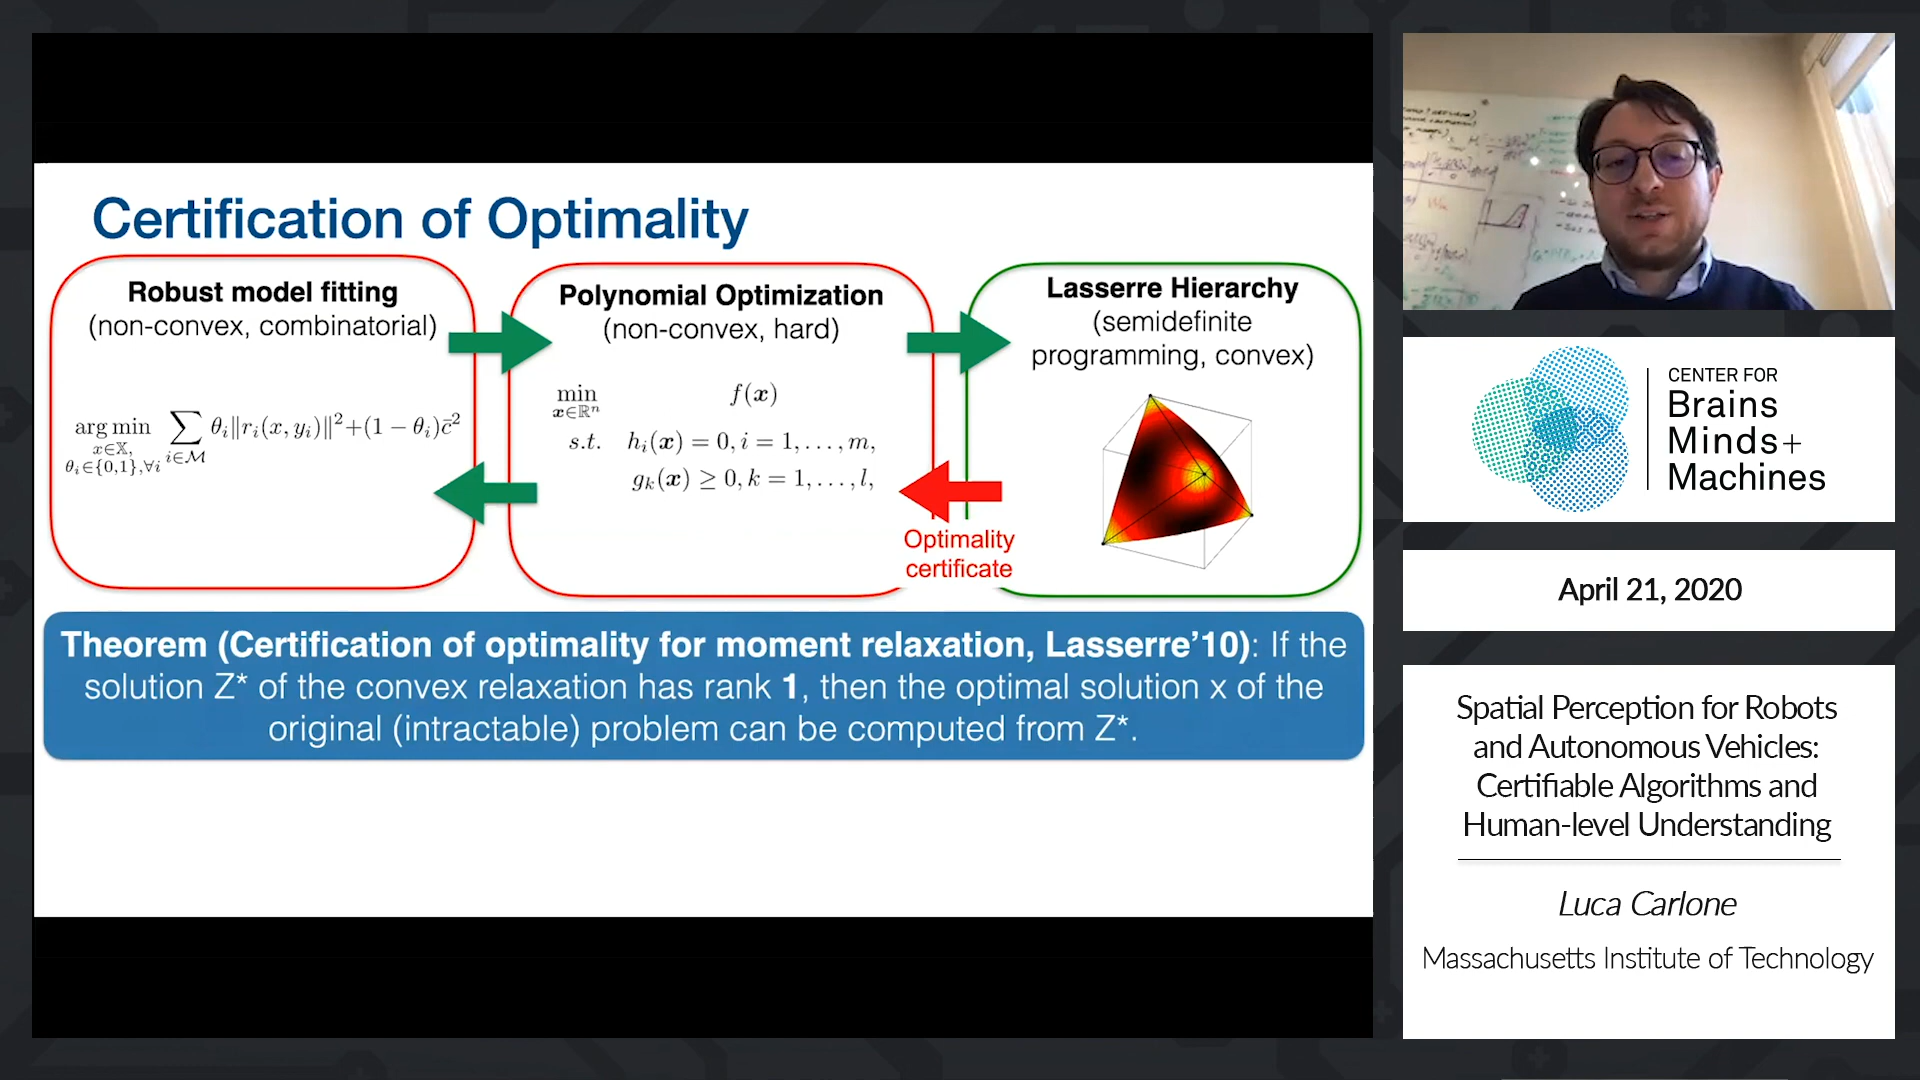 Certification of Optimality
Robust model fitting
(non-convex, combinatorial)
arg min ∑ θᵢ‖rᵢ(x, yᵢ)‖²+(1 − θᵢ)c̄²
x∈𝕏,
θᵢ∈{0,1},∀i i∈ℳ
Polynomial Optimization
(non-convex, hard)
min f(x)
x∈ℝⁿ
s.t. hᵢ(x) = 0, i = 1, . . . , m,
gₖ(x) ≥ 0, k = 1, . . . , l,
Lasserre Hierarchy
(semidefinite
programming, convex)
Optimality
certificate
Theorem (Certification of optimality for moment relaxation, Lasserre’10): If the
solution Z* of the convex relaxation has rank 1, then the optimal solution x of the
original (intractable) problem can be computed from Z*.
CENTER FOR
Brains
Minds+
Machines
April 21, 2020
Spatial Perception for Robots
and Autonomous Vehicles:
Certifiable Algorithms and
Human-level Understanding
Luca Carlone
Massachusetts Institute of Technology